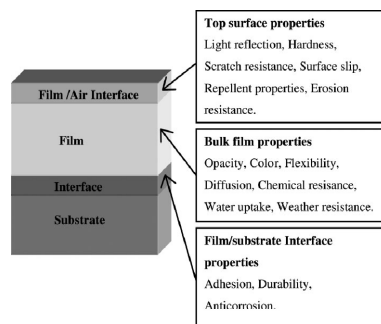 Top surface properties
Light reflection, Hardness,
Scratch resistance, Surface slip,
Repellent properties, Erosion
resistance.
Film /Air Interface
Film
Bulk film properties
Opacity, Color, Flexibility,
Diffusion, Chemical resisance,
Water uptake, Weather resistance.
Interface
Substrate
Film/substrate Interface
properties
Adhesion, Durability,
Anticorrosion.